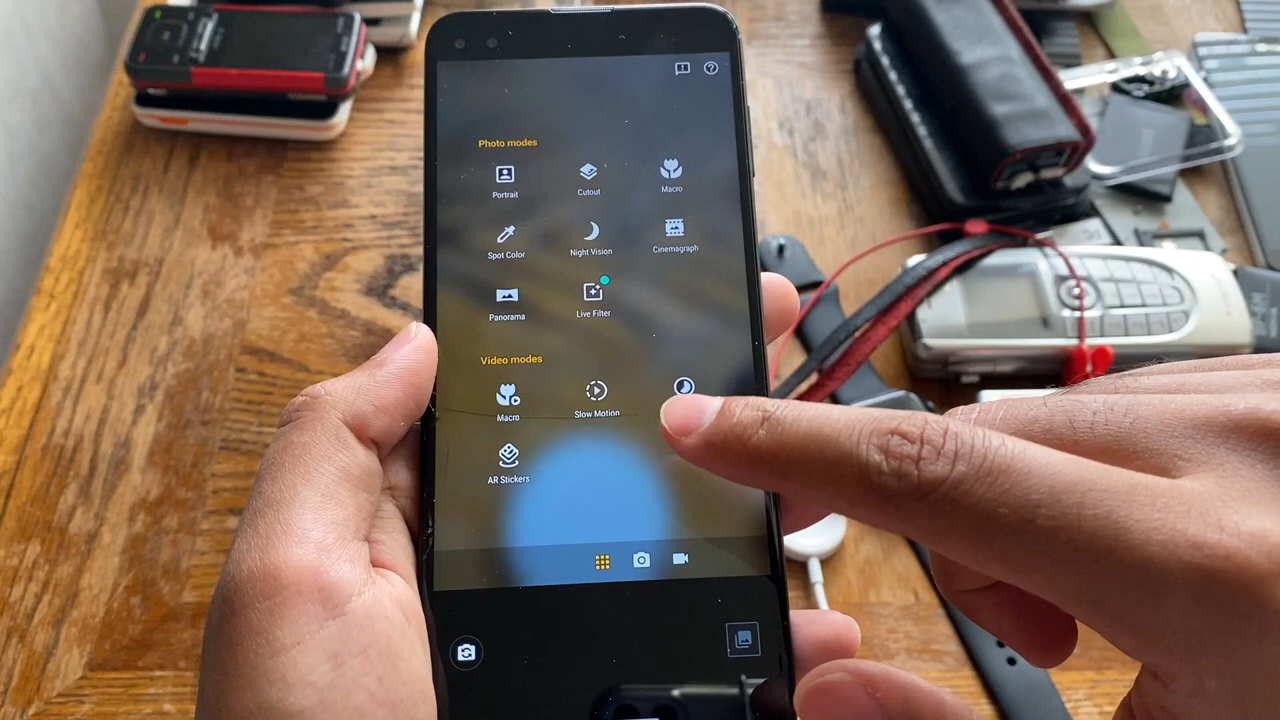 Photo modes
Portrait
Cutout
Macro
Spot Color
Night Vision
Cinemagraph
Panorama
Live Filter
Video modes
Macro
Slow Motion
AR Stickers